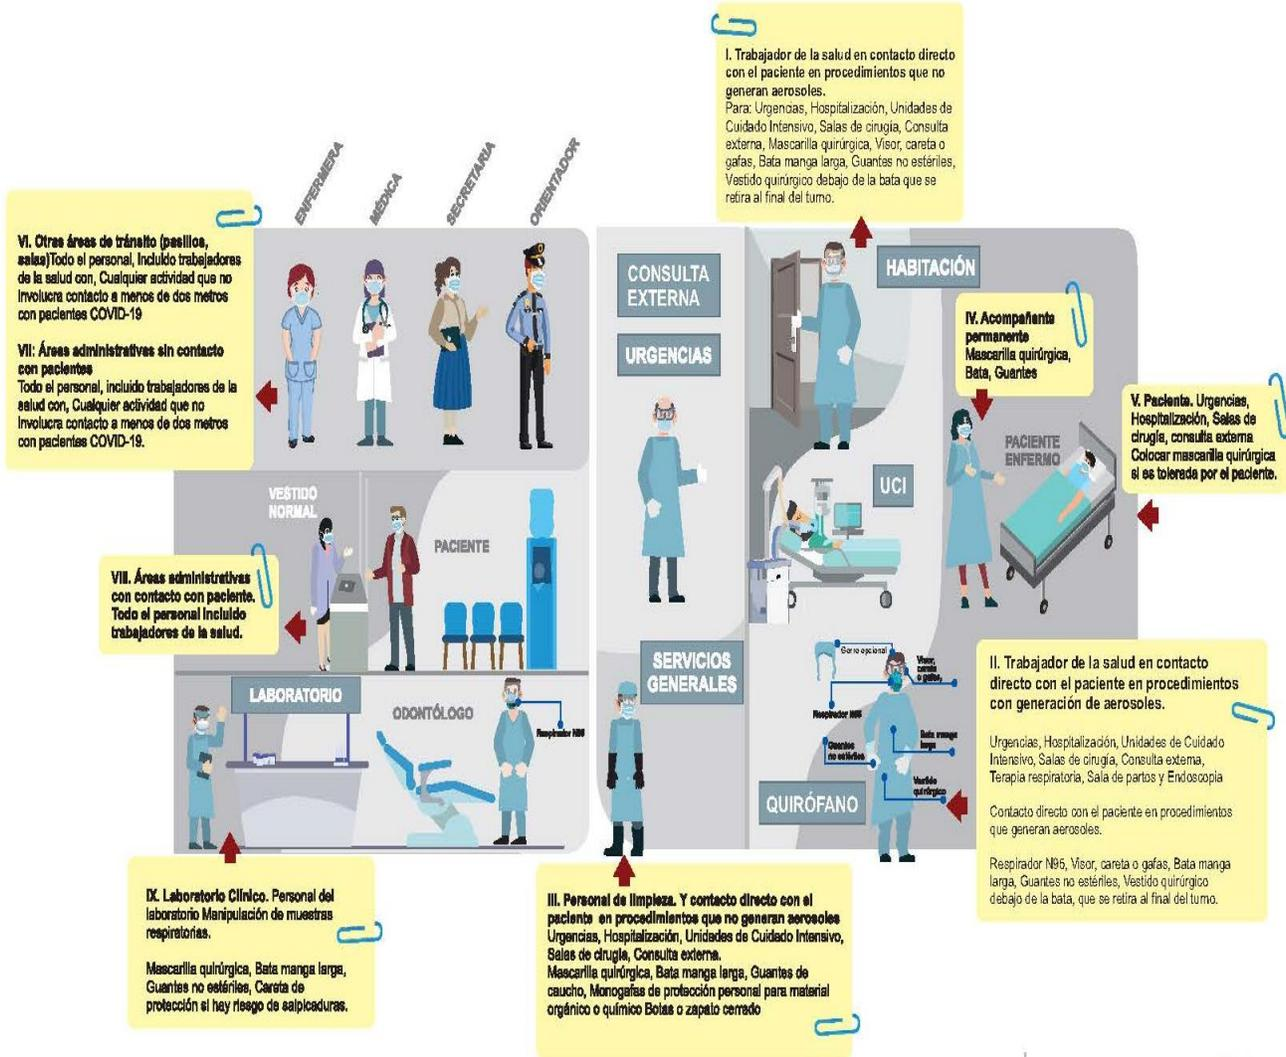 I. Trabajador de la salud en contacto directo
con el paciente en procedimientos que no
generan aerosoles.
Para: Urgencias, Hospitalización, Unidades de
Cuidado Intensivo, Salas de cirugía, Consulta
externa, Mascarilla quirúrgica, Visor, careta o
gafas, Bata manga larga, Guantes no estériles,
Vestido quirúrgico debajo de la bata que se
retira al final del turno.
ENFERMERA
MÉDICA
SECRETARIA
ORIENTADOR
VI. Otras áreas de tránsito (pasillos,
salas)Todo el personal, Incluido trabajadores
de la salud con, Cualquier actividad que no
Involucra contacto a menos de dos metros
con pacientes COVID-19
VII: Áreas administrativas sin contacto
con pacientes
Todo el personal, incluido trabajadores de la
salud con, Cualquier actividad que no
Involucra contacto a menos de dos metros
con pacientes COVID-19.
CONSULTA
EXTERNA
URGENCIAS
HABITACIÓN
IV. Acompañante
permanente
Mascarilla quirúrgica,
Bata, Guantes
V. Paciente. Urgencias,
Hospitalización, Salas de
cirugía, consulta externa
Colocar mascarilla quirúrgica
si es tolerada por el paciente.
PACIENTE
ENFERMO
UCI
VESTIDO
NORMAL
PACIENTE
VIII. Áreas administrativas
con contacto con paciente.
Todo el personal Incluido
trabajadores de la salud.
LABORATORIO
ODONTÓLOGO
Respirador N95
SERVICIOS
GENERALES
Gorro opcional
Visor,
careta
o gafas,
Respirador N95
Guantes
no estériles
Bata manga
larga
Vestido
quirúrgico
QUIRÓFANO
II. Trabajador de la salud en contacto
directo con el paciente en procedimientos
con generación de aerosoles.
Urgencias, Hospitalización, Unidades de Cuidado
Intensivo, Salas de cirugía, Consulta externa,
Terapia respiratoria, Sala de partos y Endoscopia
Contacto directo con el paciente en procedimientos
que generan aerosoles.
Respirador N95, Visor, careta o gafas, Bata manga
larga, Guantes no estériles, Vestido quirúrgico
debajo de la bata, que se retira al final del turno.
IX. Laboratorio Clínico. Personal del
laboratorio Manipulación de muestras
respiratorias.
Mascarilla quirúrgica, Bata manga larga,
Guantes no estériles, Careta de
protección si hay riesgo de salpicaduras.
III. Personal de limpieza. Y contacto directo con el
paciente en procedimientos que no generan aerosoles
Urgencias, Hospitalización, Unidades de Cuidado Intensivo,
Salas de cirugía, Consulta externa.
Mascarilla quirúrgica, Bata manga larga, Guantes de
caucho, Monogafas de protección personal para material
orgánico o químico Botas o zapato cerrado